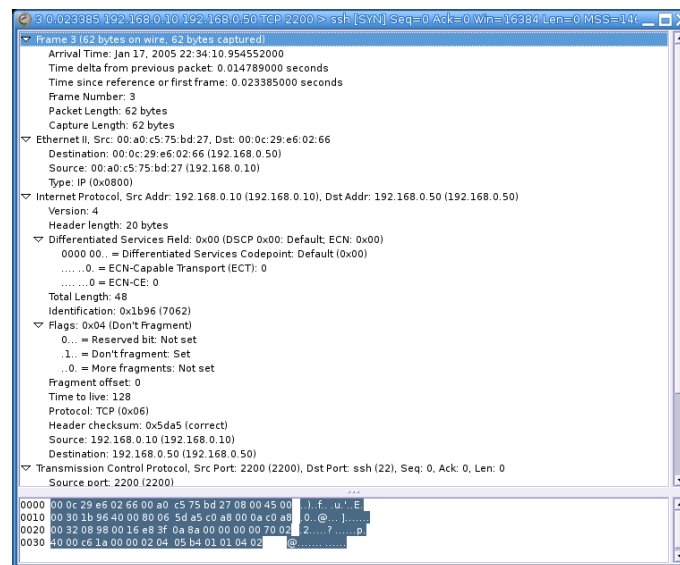 3 0.023385 192.168.0.10 192.168.0.50 TCP 2200 > ssh [SYN] Seq=0 Ack=0 Win=16384 Len=0
Frame 3 (62 bytes on wire, 62 bytes captured)
Arrival Time: Jan 17, 2005 22:34:10.954552000
Time delta from previous packet: 0.014789000 seconds
Time since reference or first frame: 0.023385000 seconds
Frame Number: 3
Packet Length: 62 bytes
Capture Length: 62 bytes
Ethernet II, Src: 00:a0:c5:75:bd:27, Dst: 00:0c:29:e6:02:66
Destination: 00:0c:29:e6:02:66 (192.168.0.50)
Source: 00:a0:c5:75:bd:27 (192.168.0.10)
Type: IP (0x0800)
Internet Protocol, Src Addr: 192.168.0.10 (192.168.0.10), Dst Addr: 192.168.0.50 (192.168.0.50)
Version: 4
Header length: 20 bytes
Differentiated Services Field: 0x00 (DSCP 0x00: Default; ECN: 0x00)
0000 00.. = Differentiated Services Codepoint: Default (0x00)
.... ..0. = ECN-Capable Transport (ECT): 0
.... ...0 = ECN-CE: 0
Total Length: 48
Identification: 0x1b96 (7062)
Flags: 0x04 (Don't Fragment)
0... = Reserved bit: Not set
.1.. = Don't fragment: Set
..0. = More fragments: Not set
Fragment offset: 0
Time to live: 128
Protocol: TCP (0x06)
Header checksum: 0x5da5 (correct)
Source: 192.168.0.10 (192.168.0.10)
Destination: 192.168.0.50 (192.168.0.50)
Transmission Control Protocol, Src Port: 2200 (2200), Dst Port: ssh (22), Seq: 0, Ack: 0, Len: 0
Source port: 2200 (2200)
0000 00 0c 29 e6 02 66 00 a0 c5 75 bd 27 08 00 45 00 ..)..f.. .u.'..E.
0010 00 30 1b 96 40 00 80 06 5d a5 c0 a8 00 0a c0 a8 .0..@... ].......
0020 00 32 08 98 00 16 e8 3f 0a 8a 00 00 00 00 70 02 .2.....? ......p.
0030 40 00 c6 1a 00 00 02 04 05 b4 01 01 04 02 @....... ......